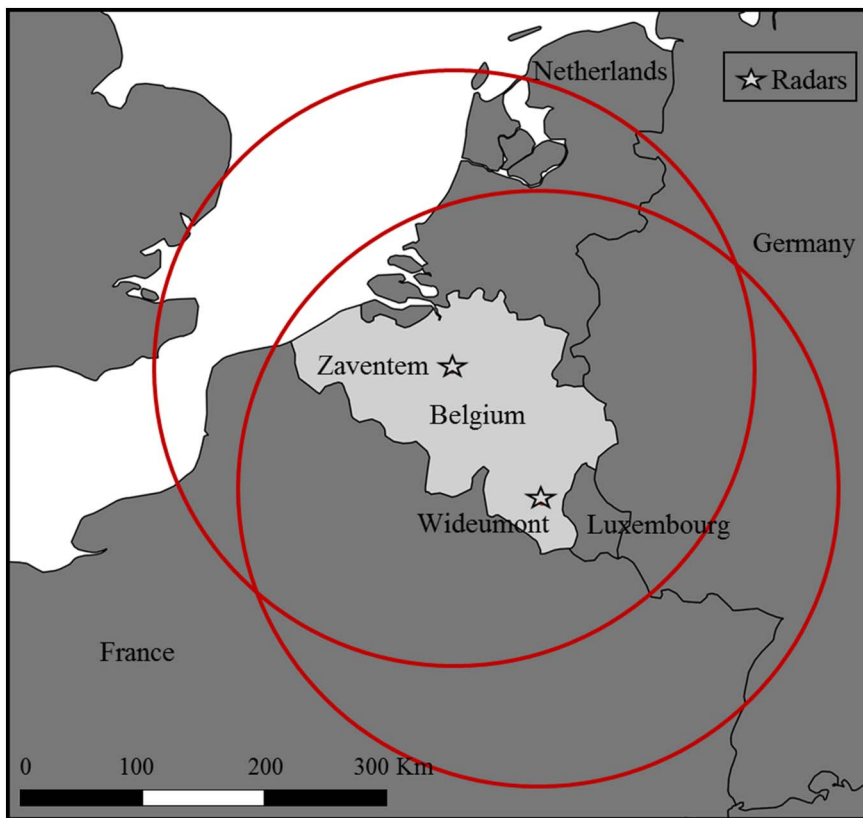 Netherlands
Radars
Germany
Zaventem
Belgium
Wideumont
Luxembourg
France
0 100 200 300 Km